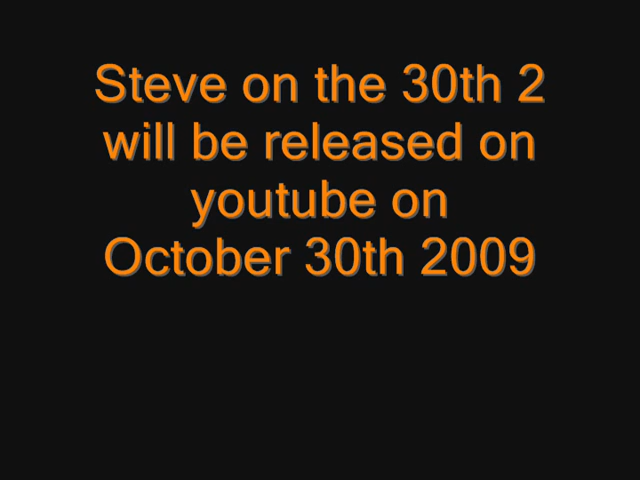 Steve on the 30th 2
will be released on
youtube on
October 30th 2009